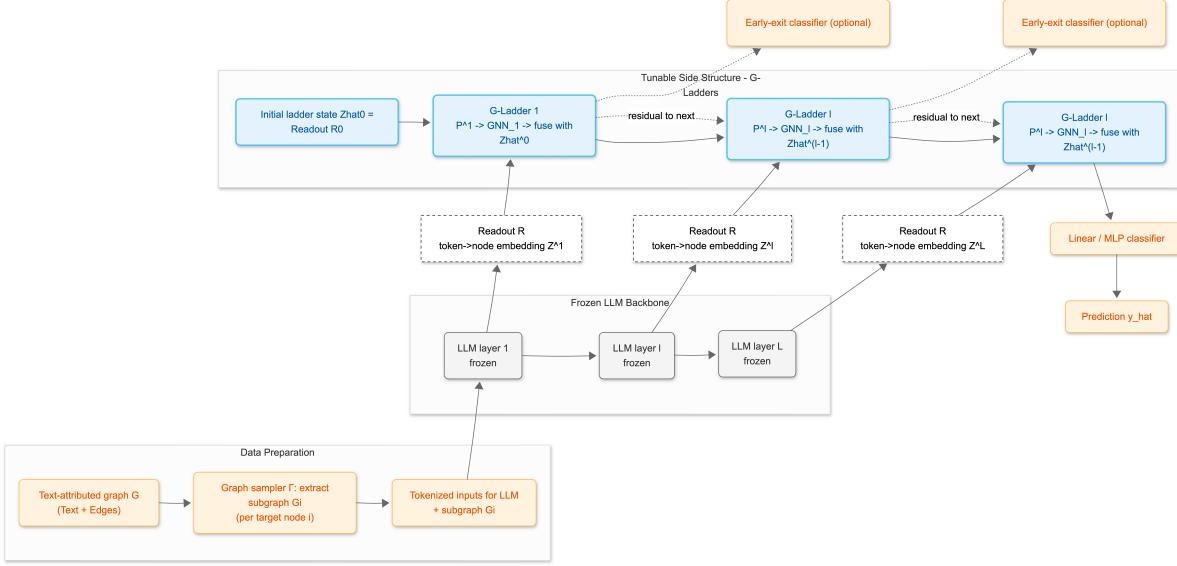 Early-exit classifier (optional)
Early-exit classifier (optional)
Tunable Side Structure - G-
Ladders
Initial ladder state Zhat0 =
Readout R0
G-Ladder 1
P^1 -> GNN_1 -> fuse with
Zhat^0
residual to next
G-Ladder l
P^l -> GNN_l -> fuse with
Zhat^(l-1)
residual to next
G-Ladder l
P^l -> GNN_l -> fuse with
Zhat^(l-1)
Readout R
token->node embedding Z^1
Readout R
token->node embedding Z^l
Readout R
token->node embedding Z^L
Linear / MLP classifier
Prediction y_hat
Frozen LLM Backbone
LLM layer 1
frozen
LLM layer l
frozen
LLM layer L
frozen
Data Preparation
Text-attributed graph G
(Text + Edges)
Graph sampler Γ: extract
subgraph Gi
(per target node i)
Tokenized inputs for LLM
+ subgraph Gi